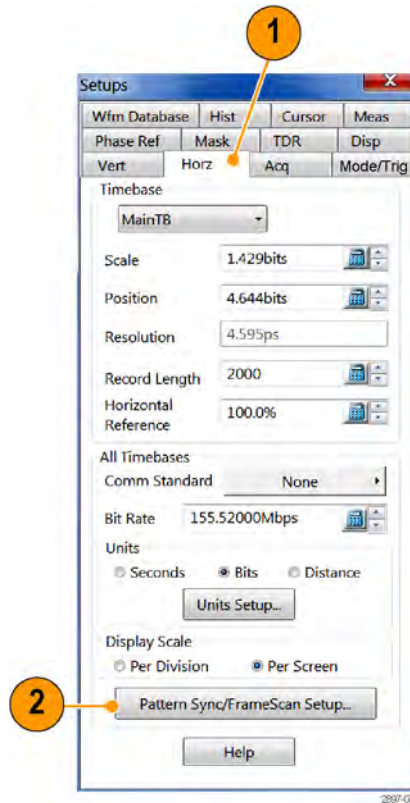 1
Setups X
Wfm Database Hist Cursor Meas
Phase Ref Mask TDR Disp
Vert Horz Acq Mode/Trig
Timebase
MainTB
Scale 1.429bits
Position 4.644bits
Resolution 4.595ps
Record Length 2000
Horizontal
Reference 100.0%
All Timebases
Comm Standard None
Bit Rate 155.52000Mbps
Units
Seconds Bits Distance
Units Setup...
Display Scale
Per Division Per Screen
2 Pattern Sync/FrameScan Setup...
Help